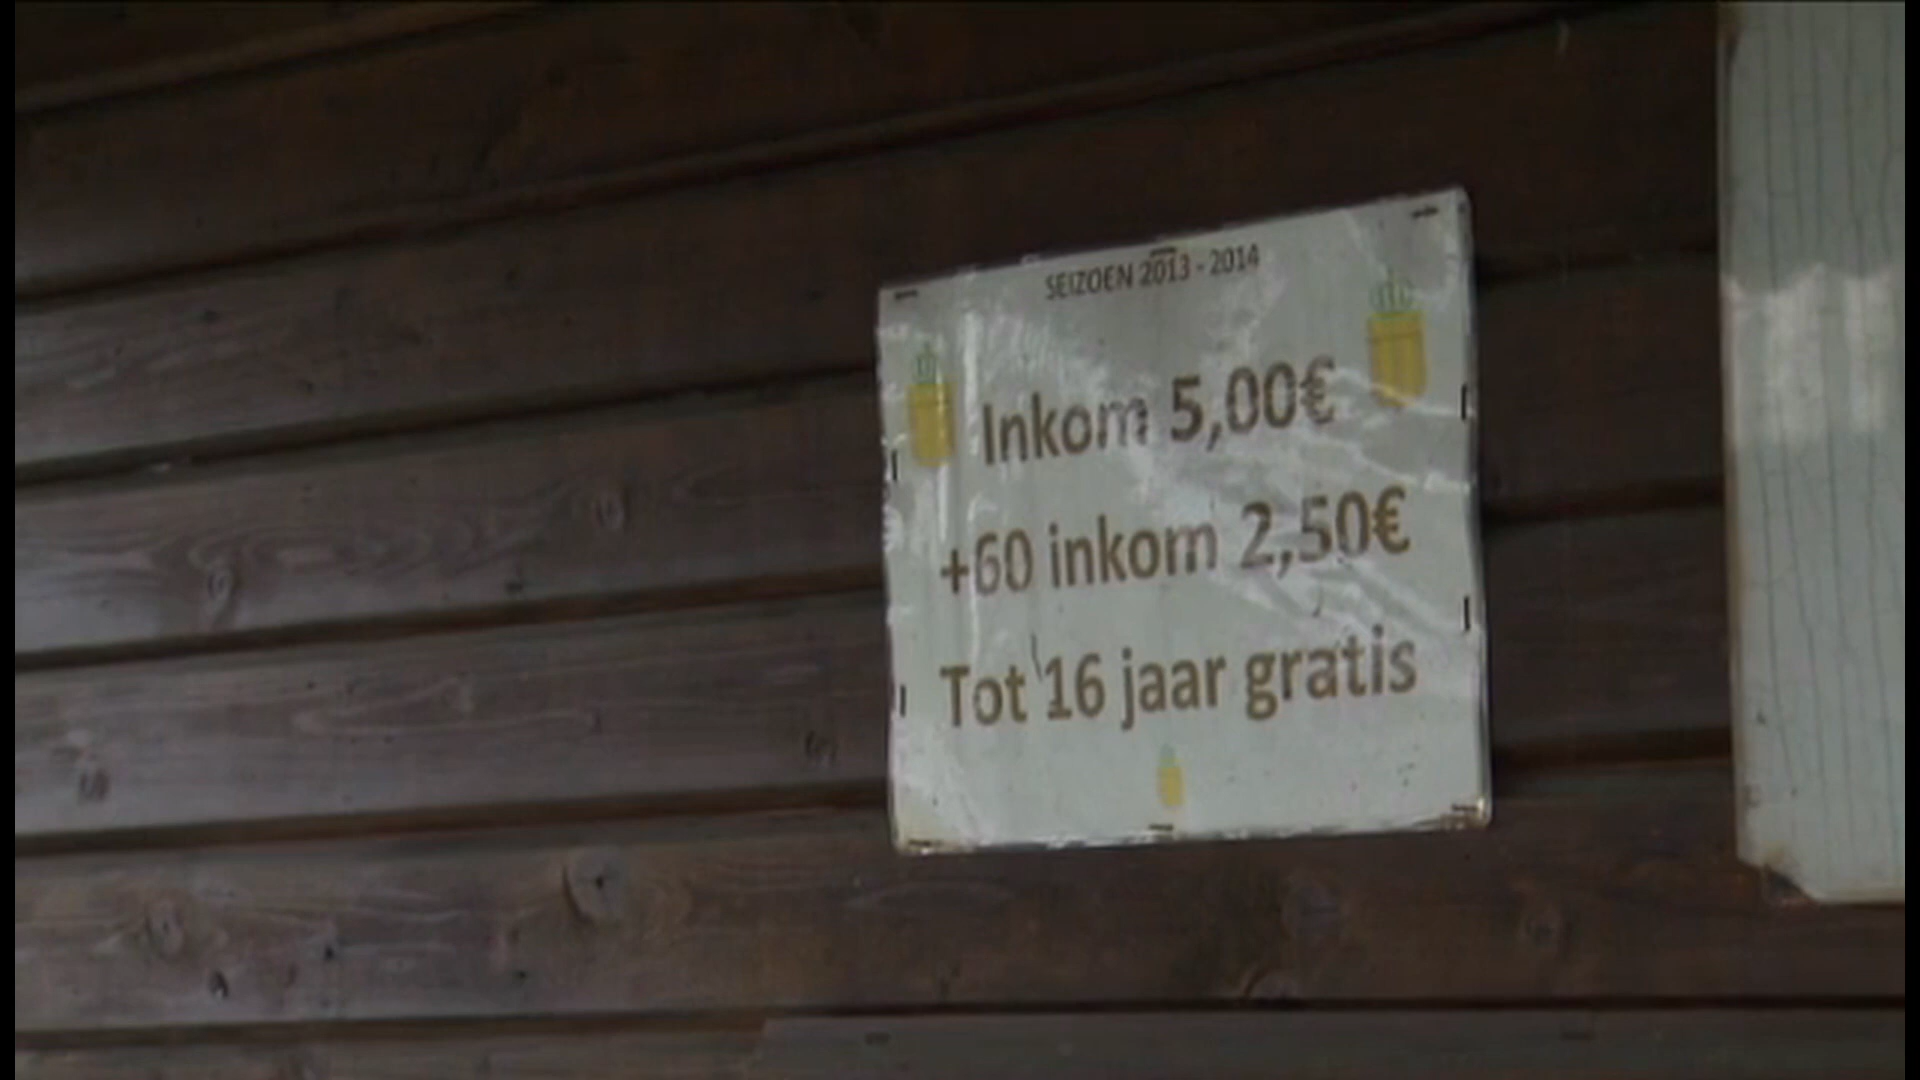 SEIZOEN 2013 - 2014
Inkom 5,00€
+60 inkom 2,50€
Tot 16 jaar gratis